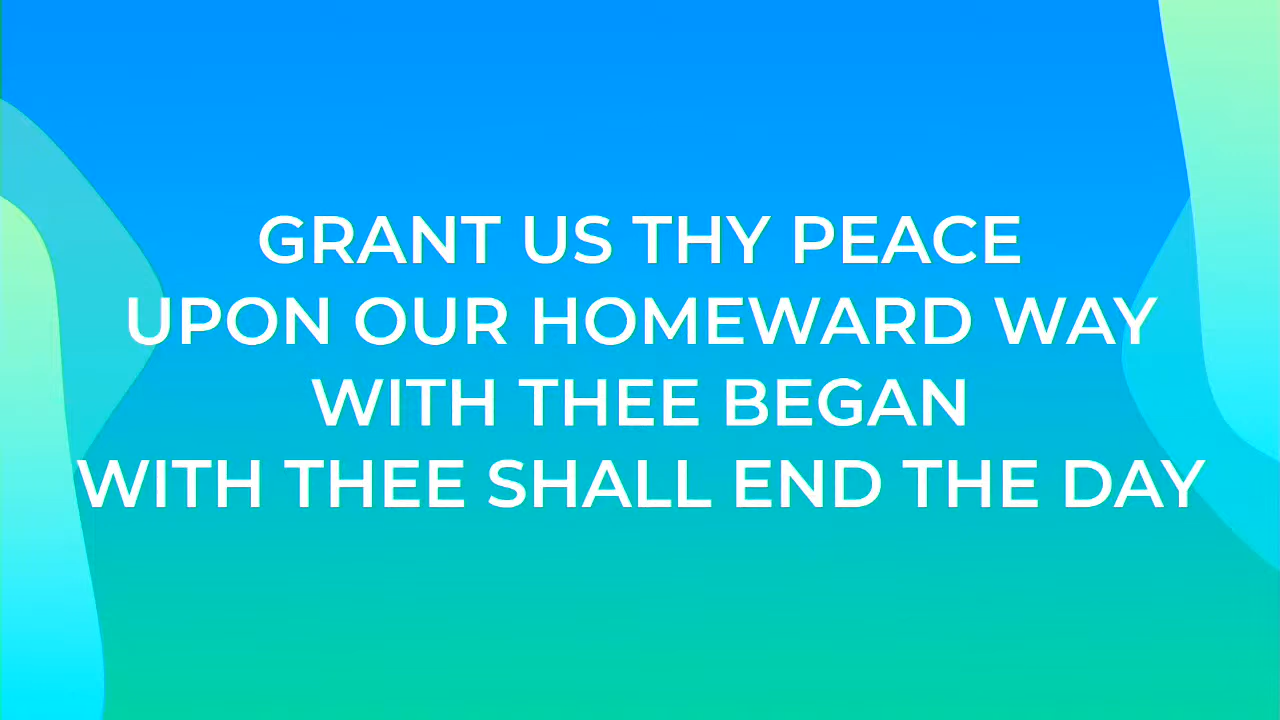 GRANT US THY PEACE
UPON OUR HOMEWARD WAY
WITH THEE BEGAN
WITH THEE SHALL END THE DAY